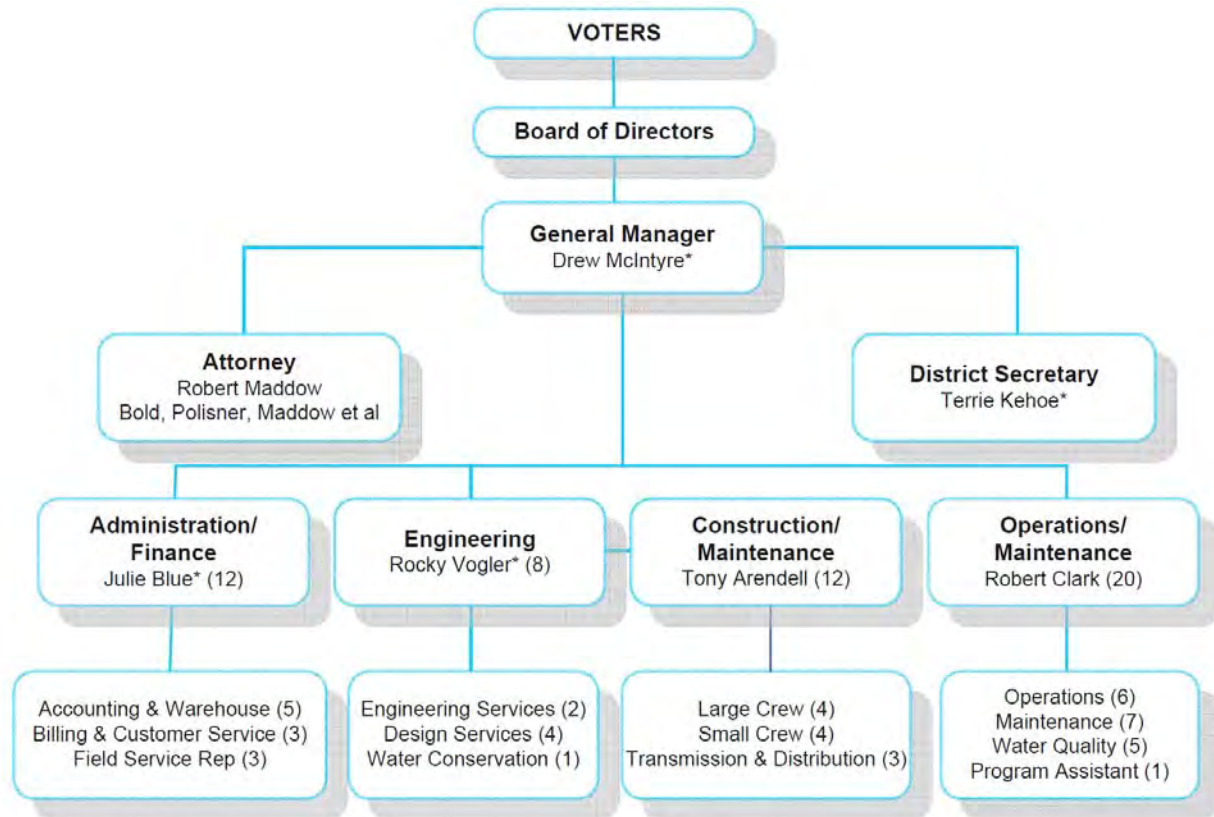 VOTERS
Board of Directors
General Manager
Drew McIntyre*
Attorney
Robert Maddow
Bold, Polisner, Maddow et al
District Secretary
Terrie Kehoe*
Administration/
Finance
Julie Blue* (12)
Engineering
Rocky Vogler* (8)
Construction/
Maintenance
Tony Arendell (12)
Operations/
Maintenance
Robert Clark (20)
Accounting & Warehouse (5)
Billing & Customer Service (3)
Field Service Rep (3)
Engineering Services (2)
Design Services (4)
Water Conservation (1)
Large Crew (4)
Small Crew (4)
Transmission & Distribution (3)
Operations (6)
Maintenance (7)
Water Quality (5)
Program Assistant (1)